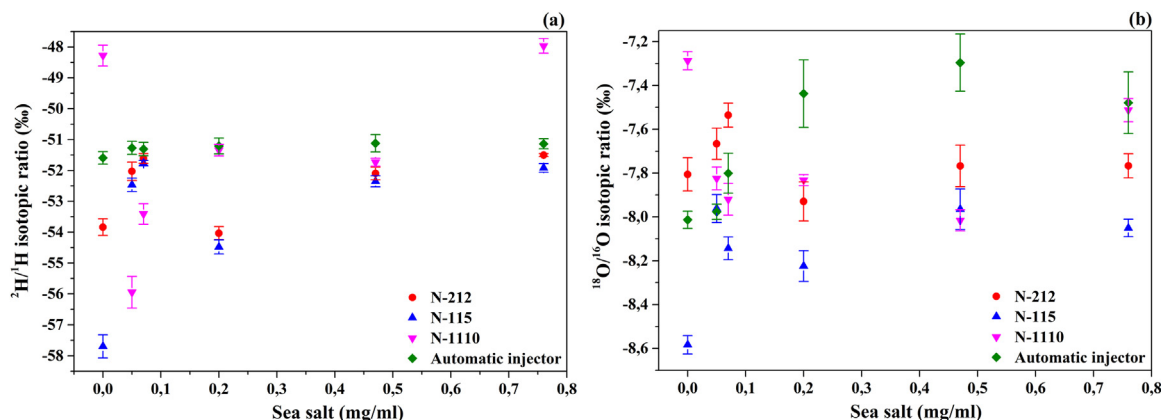 (a)
-48
-49
-50
-51
-52
-53
-54
-55
-56
-57
-58
²H/¹H isotopic ratio (‰)
N-212
N-115
N-1110
Automatic injector
0,0 0,1 0,2 0,3 0,4 0,5 0,6 0,7 0,8
Sea salt (mg/ml)
(b)
-7,2
-7,4
-7,6
-7,8
-8,0
-8,2
-8,4
-8,6
¹⁸O/¹⁶O isotopic ratio (‰)
N-212
N-115
N-1110
Automatic injector
0,0 0,1 0,2 0,3 0,4 0,5 0,6 0,7 0,8
Sea salt (mg/ml)